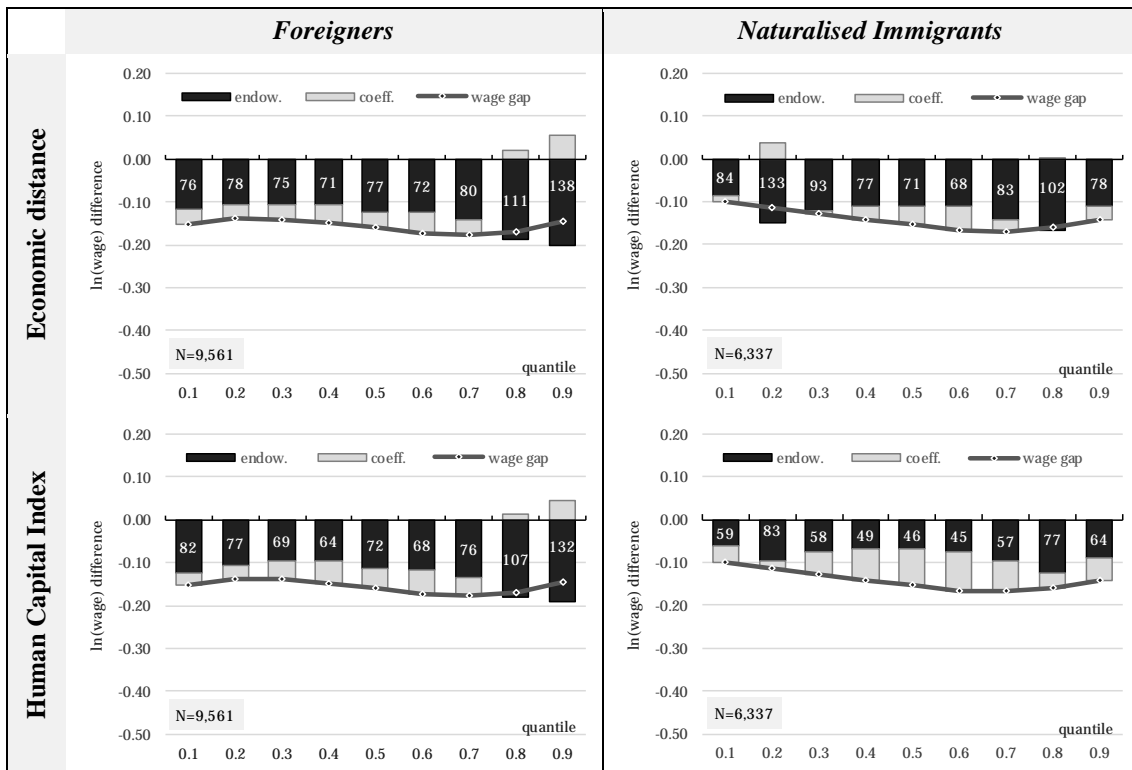 Foreigners
Naturalised Immigrants
Economic distance
ln(wage) difference
0.20
0.10
0.00
-0.10
-0.20
-0.30
-0.40
-0.50
endow. coeff. wage gap
76 78 75 71 77 72 80 111 138
N=9,561
quantile
0.1 0.2 0.3 0.4 0.5 0.6 0.7 0.8 0.9
ln(wage) difference
0.20
0.10
0.00
-0.10
-0.20
-0.30
-0.40
-0.50
endow. coeff. wage gap
84 133 93 77 71 68 83 102 78
N=6,337
quantile
0.1 0.2 0.3 0.4 0.5 0.6 0.7 0.8 0.9
Human Capital Index
ln(wage) difference
0.20
0.10
0.00
-0.10
-0.20
-0.30
-0.40
-0.50
endow. coeff. wage gap
82 77 69 64 72 68 76 107 132
N=9,561
quantile
0.1 0.2 0.3 0.4 0.5 0.6 0.7 0.8 0.9
ln(wage) difference
0.20
0.10
0.00
-0.10
-0.20
-0.30
-0.40
-0.50
endow. coeff. wage gap
59 83 58 49 46 45 57 77 64
N=6,337
quantile
0.1 0.2 0.3 0.4 0.5 0.6 0.7 0.8 0.9